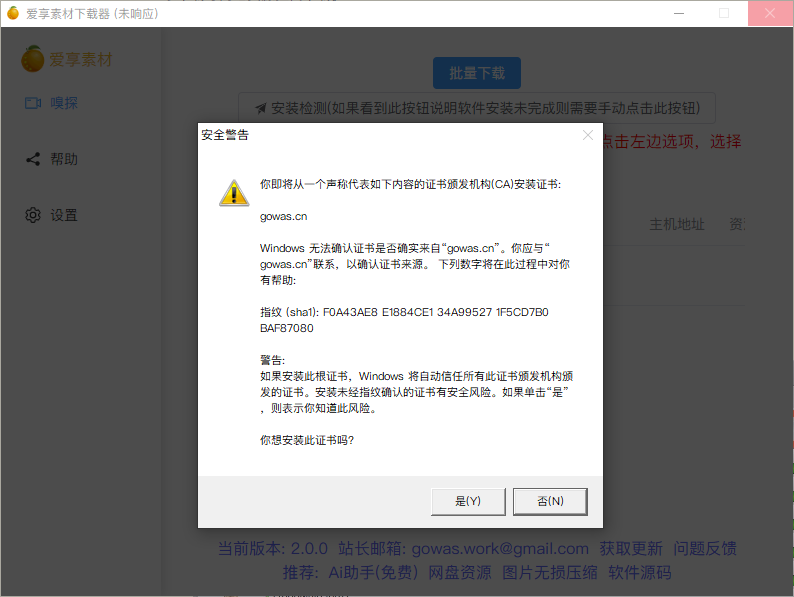 爱享素材下载器 (未响应)
爱享素材
嗅探
帮助
设置
批量下载
安装检测(如果看到此按钮说明软件安装未完成则需要手动点击此按钮)
点击左边选项，选择
主机地址
安全警告
你即将从一个声称代表如下内容的证书颁发机构(CA)安装证书:
gowas.cn
Windows 无法确认证书是否确实来自“gowas.cn”。你应与“
gowas.cn”联系，以确认证书来源。 下列数字将在此过程中对你
有帮助:
指纹 (sha1): F0A43AE8 E1884CE1 34A99527 1F5CD7B0
BAF87080
警告:
如果安装此根证书，Windows 将自动信任所有此证书颁发机构颁
发的证书。安装未经指纹确认的证书有安全风险。如果单击“是”
，则表示你知道此风险。
你想安装此证书吗?
是(Y)
否(N)
当前版本: 2.0.0 站长邮箱: gowas.work@gmail.com 获取更新 问题反馈
推荐: Ai助手(免费) 网盘资源 图片无损压缩 软件源码